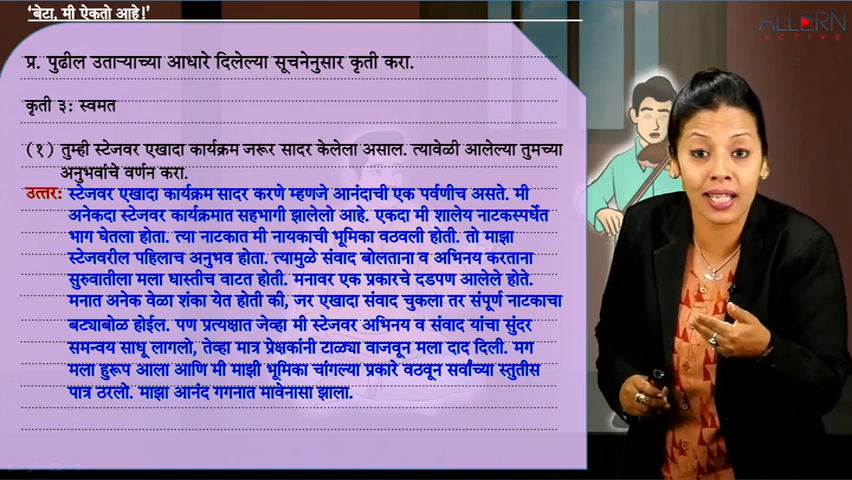 ‘बेटा, मी ऐकतो आहे!’
ALLERN
ACTIVE
प्र. पुढील उताऱ्याच्या आधारे दिलेल्या सूचनेनुसार कृती करा.
कृती ३: स्वमत
(१) तुम्ही स्टेजवर एखादा कार्यक्रम जरूर सादर केलेला असाल. त्यावेळी आलेल्या तुमच्या
अनुभवांचे वर्णन करा.
उत्तर: स्टेजवर एखादा कार्यक्रम सादर करणे म्हणजे आनंदाची एक पर्वणीच असते. मी
अनेकदा स्टेजवर कार्यक्रमात सहभागी झालेलो आहे. एकदा मी शालेय नाटकस्पर्धेत
भाग घेतला होता. त्या नाटकात मी नायकाची भूमिका वठवली होती. तो माझा
स्टेजवरील पहिलाच अनुभव होता. त्यामुळे संवाद बोलताना व अभिनय करताना
सुरुवातीला मला धास्तीच वाटत होती. मनावर एक प्रकारचे दडपण आलेले होते.
मनात अनेक वेळा शंका येत होती की, जर एखादा संवाद चुकला तर संपूर्ण नाटकाचा
बट्याबोळ होईल. पण प्रत्यक्षात जेव्हा मी स्टेजवर अभिनय व संवाद यांचा सुंदर
समन्वय साधू लागलो, तेव्हा मात्र प्रेक्षकांनी टाळ्या वाजवून मला दाद दिली. मग
मला हुरूप आला आणि मी माझी भूमिका चांगल्या प्रकारे वठवून सर्वांच्या स्तुतीस
पात्र ठरलो. माझा आनंद गगनात मावेनासा झाला.